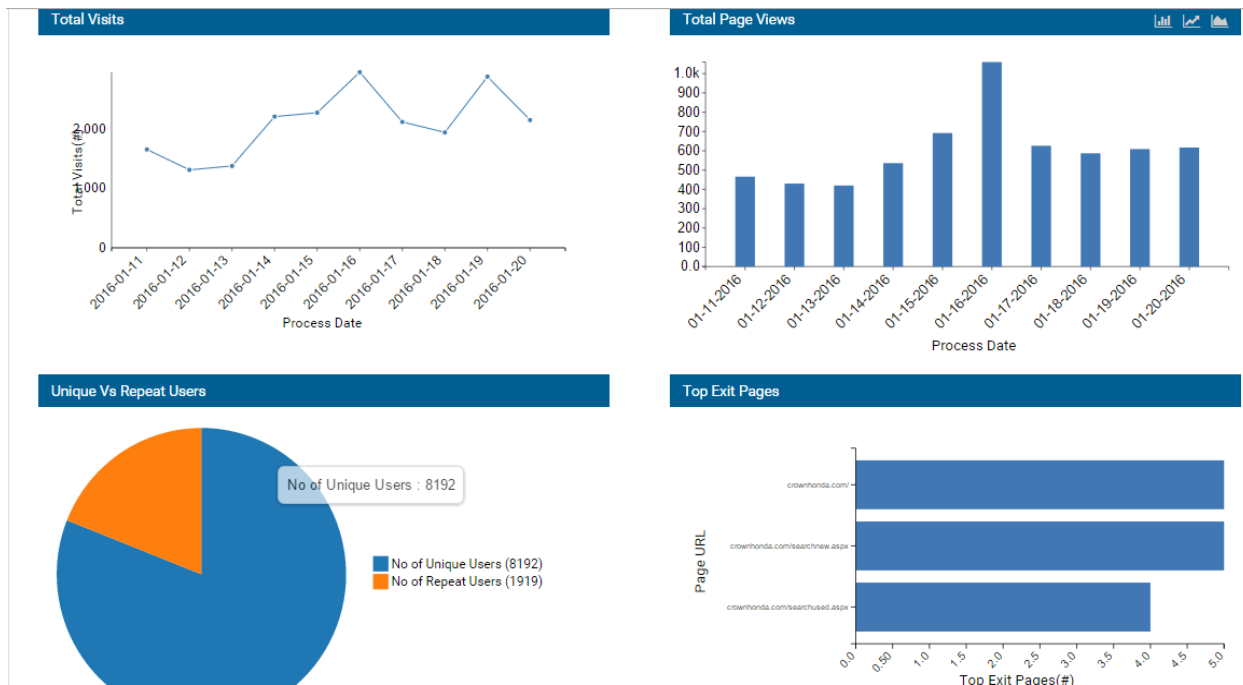 Total Visits
2,000
1,000
0
Total Visits(#)
2016-01-11
2016-01-12
2016-01-13
2016-01-14
2016-01-15
2016-01-16
2016-01-17
2016-01-18
2016-01-19
2016-01-20
Process Date
Total Page Views
1.0k
900
800
700
600
500
400
300
200
100
0.0
01-11-2016
01-12-2016
01-13-2016
01-14-2016
01-15-2016
01-16-2016
01-17-2016
01-18-2016
01-19-2016
01-20-2016
Process Date
Unique Vs Repeat Users
No of Unique Users : 8192
No of Unique Users (8192)
No of Repeat Users (1919)
Top Exit Pages
Page URL
crownhonda.com/
crownhonda.com/searchnew.aspx
crownhonda.com/searchused.aspx
0.0
0.50
1.0
1.5
2.0
2.5
3.0
3.5
4.0
4.5
5.0
Top Exit Pages(#)